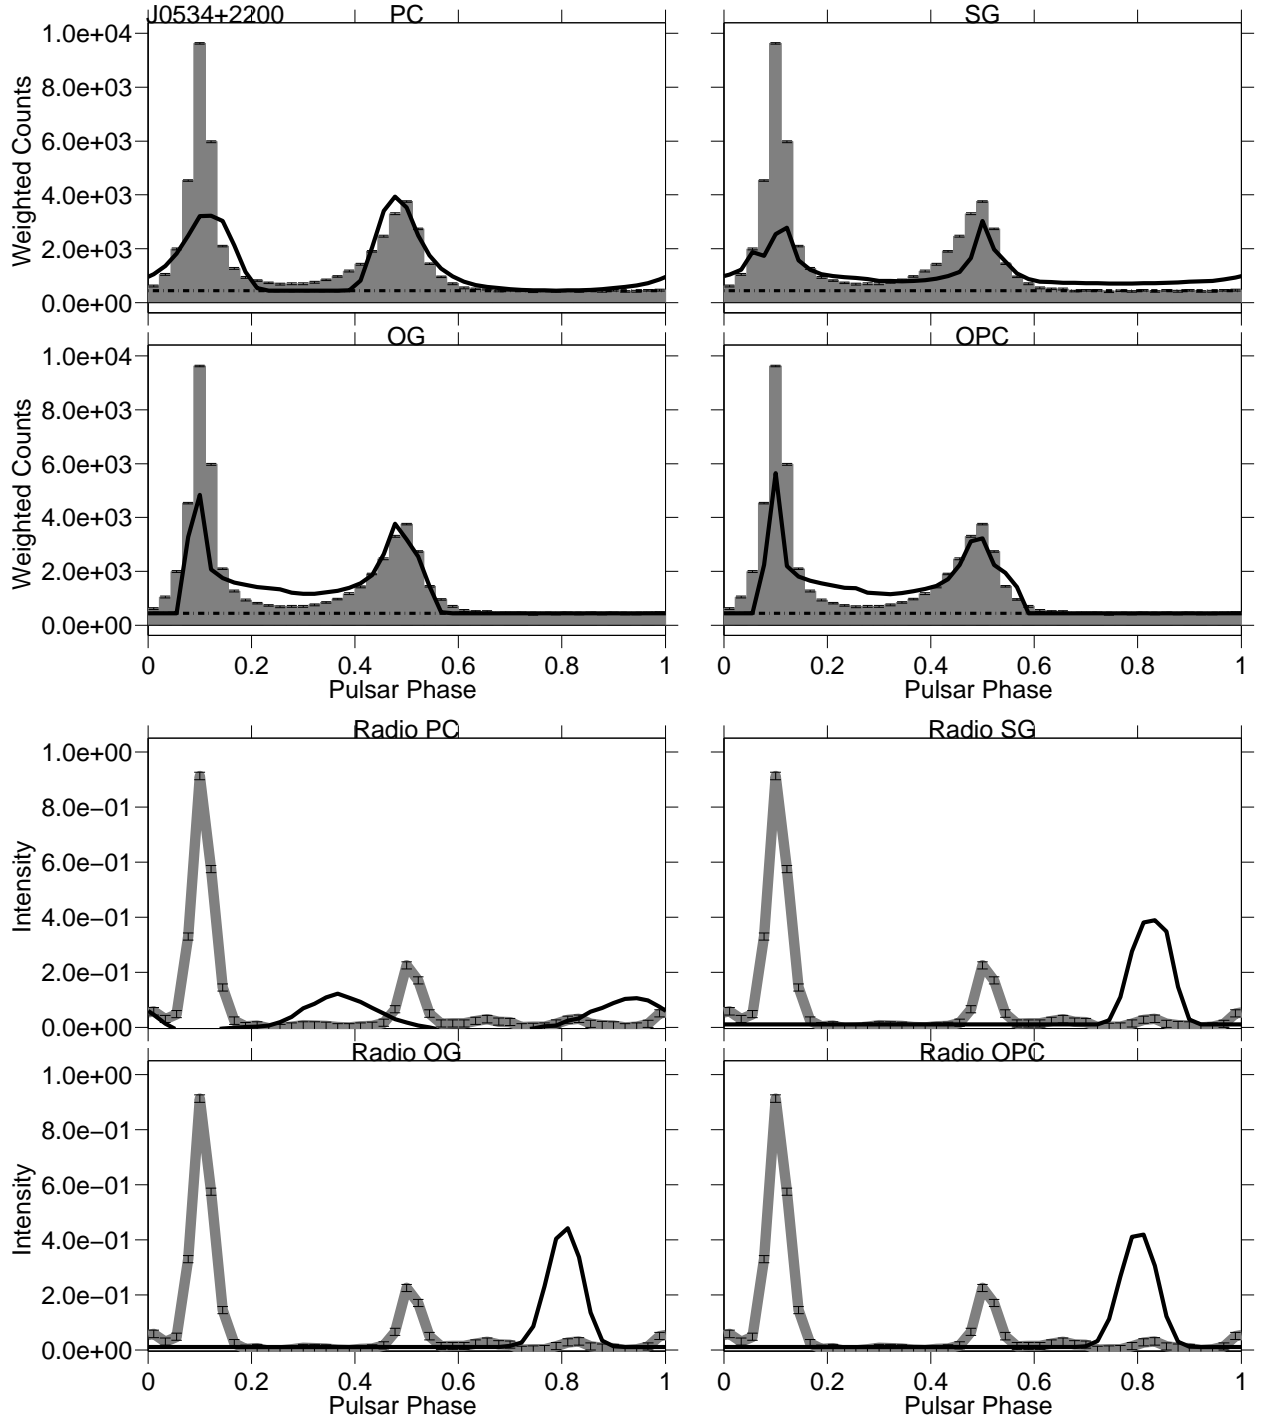 J0534+2200 PC SG
1.0e+04
8.0e+03
6.0e+03
4.0e+03
2.0e+03
0.0e+00
Weighted Counts
OG OPC
1.0e+04
8.0e+03
6.0e+03
4.0e+03
2.0e+03
0.0e+00
Weighted Counts
0 0.2 0.4 0.6 0.8 1 0 0.2 0.4 0.6 0.8 1
Pulsar Phase Pulsar Phase
Radio PC Radio SG
1.0e+00
8.0e−01
6.0e−01
4.0e−01
2.0e−01
0.0e+00
Intensity
Radio OG Radio OPC
1.0e+00
8.0e−01
6.0e−01
4.0e−01
2.0e−01
0.0e+00
Intensity
0 0.2 0.4 0.6 0.8 1 0 0.2 0.4 0.6 0.8 1
Pulsar Phase Pulsar Phase